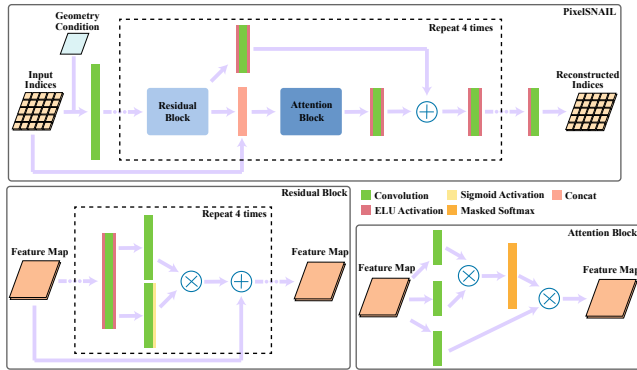 PixelSNAIL
Geometry
Condition
Repeat 4 times
Input
Indices
Residual
Block
Attention
Block
Reconstructed
Indices
Residual Block
Repeat 4 times
Feature Map
Feature Map
Convolution
Sigmoid Activation
Concat
ELU Activation
Masked Softmax
Attention Block
Feature Map
Feature Map